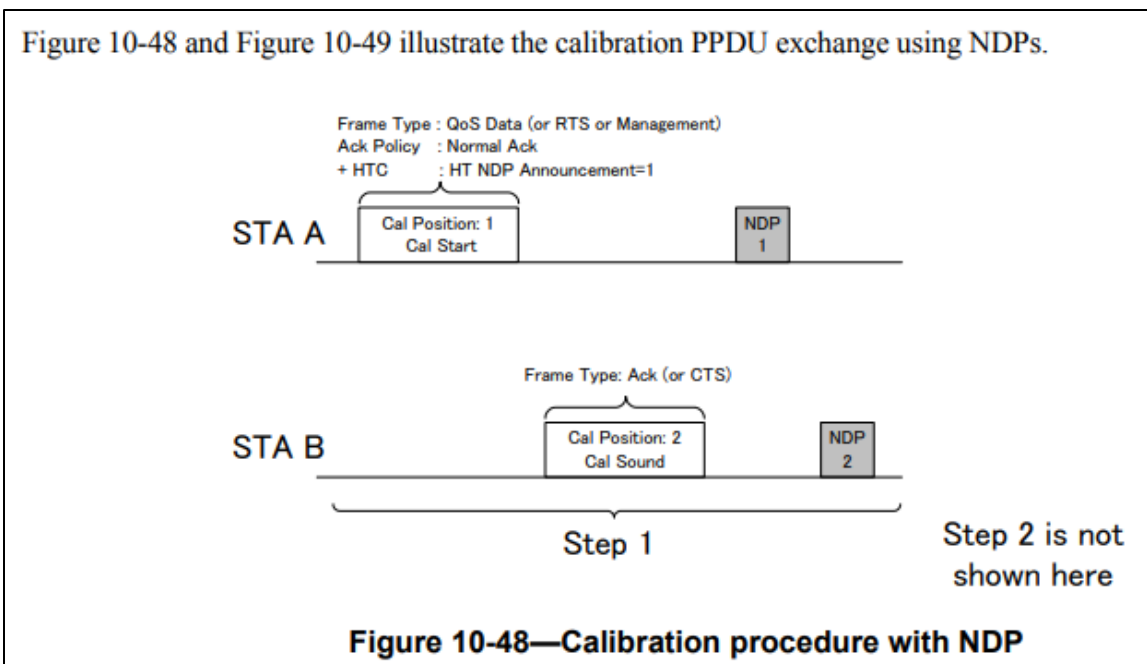 Figure 10-48 and Figure 10-49 illustrate the calibration PPDU exchange using NDPs.
Frame Type : QoS Data (or RTS or Management)
Ack Policy : Normal Ack
+ HTC : HT NDP Announcement=1
STA A
Cal Position: 1
Cal Start
NDP
1
Frame Type: Ack (or CTS)
STA B
Cal Position: 2
Cal Sound
NDP
2
Step 1
Step 2 is not
shown here
Figure 10-48—Calibration procedure with NDP